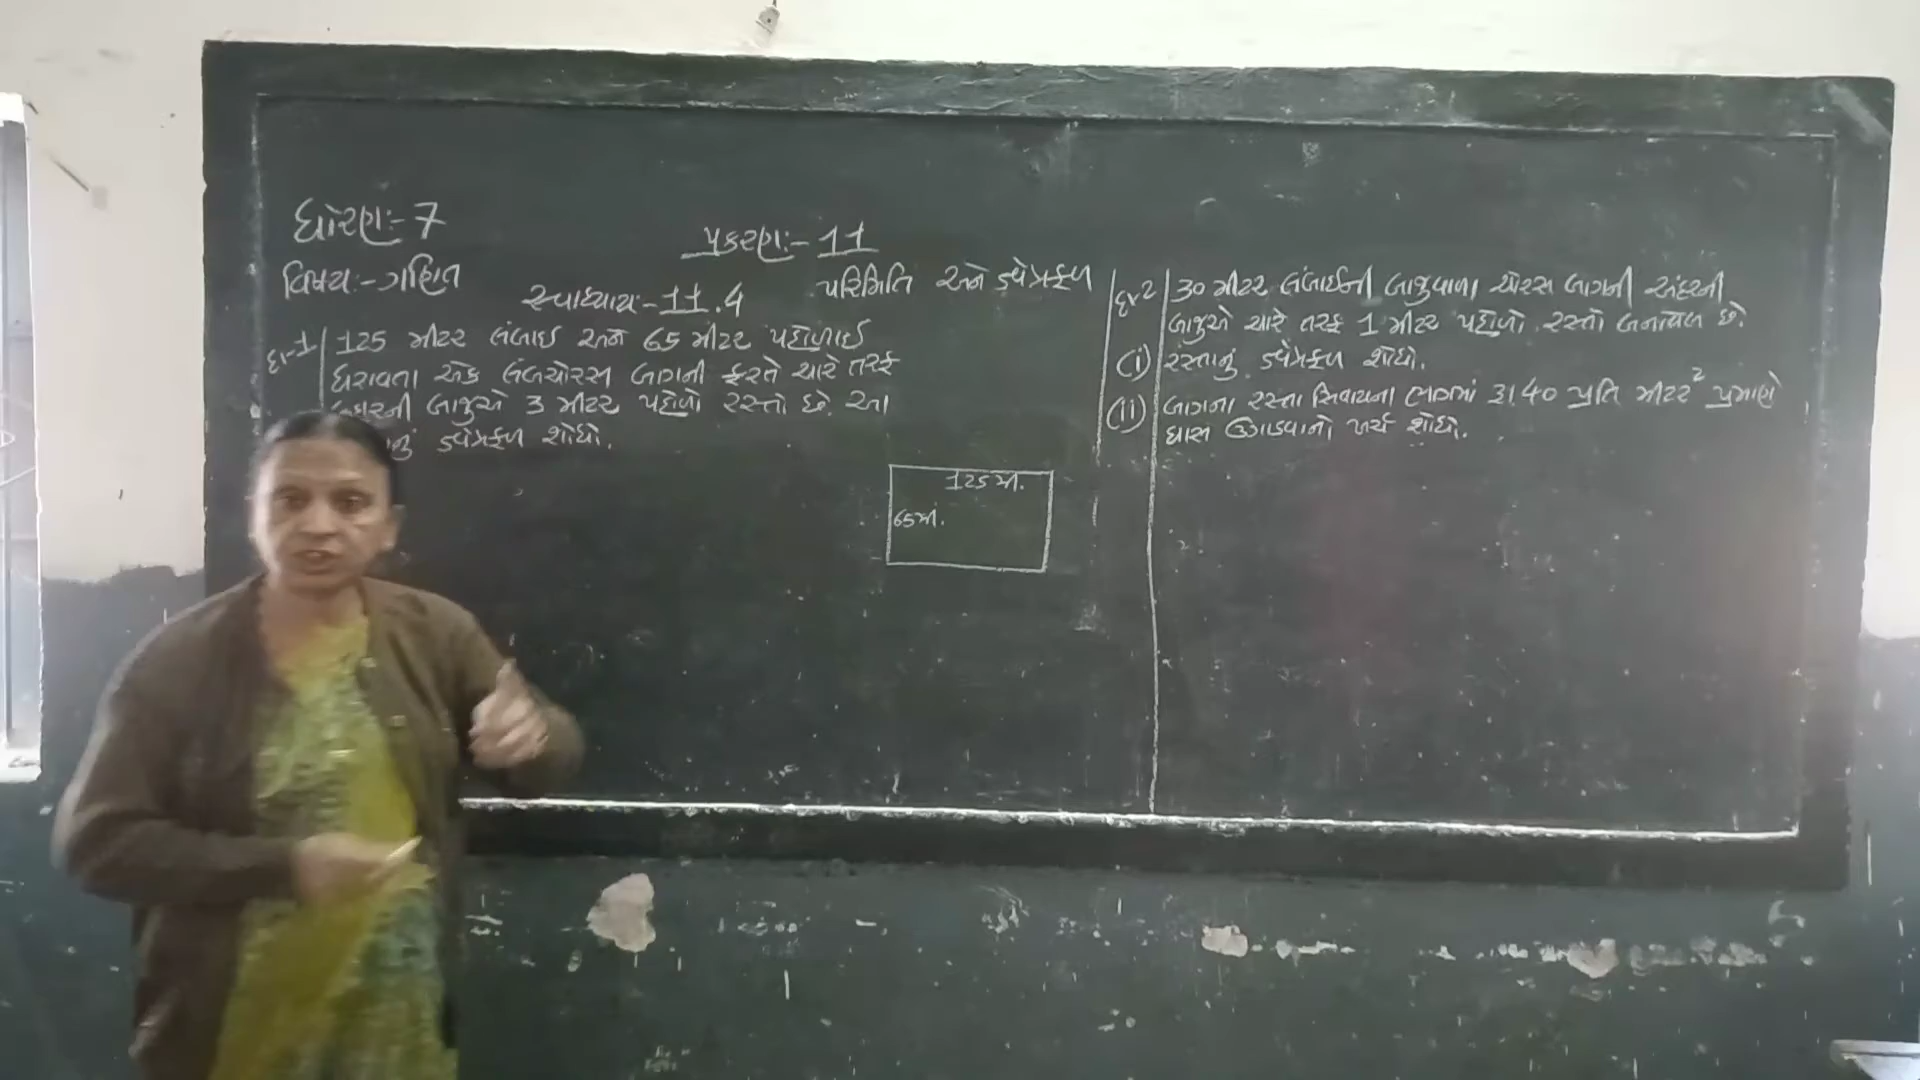 ધોરણ:- 7
વિષય:- ગણિત
પ્રકરણ:- 11
પરિમિતિ અને ક્ષેત્રફળ
સ્વાધ્યાય:- 11.4
દા-1 125 મીટર લંબાઈ અને 65 મીટર પહોળાઈ
ધરાવતા એક લંબચોરસ બાગની ફરતે ચારે તરફ
બહારની બાજુએ 3 મીટર પહોળો રસ્તો છે. આ
નું ક્ષેત્રફળ શોધો.
125 મી.
65 મી.
દા-2 30 મીટર લંબાઈની બાજુવાળા ચોરસ બાગની અંદરની
બાજુએ ચારે તરફ 1 મીટર પહોળો રસ્તો બનાવેલ છે.
(i) રસ્તાનું ક્ષેત્રફળ શોધો.
(ii) બાગના રસ્તા સિવાયના ભાગમાં રૂા.40 પ્રતિ મીટર² પ્રમાણે
ઘાસ ઉગાડવાનો ખર્ચ શોધો.